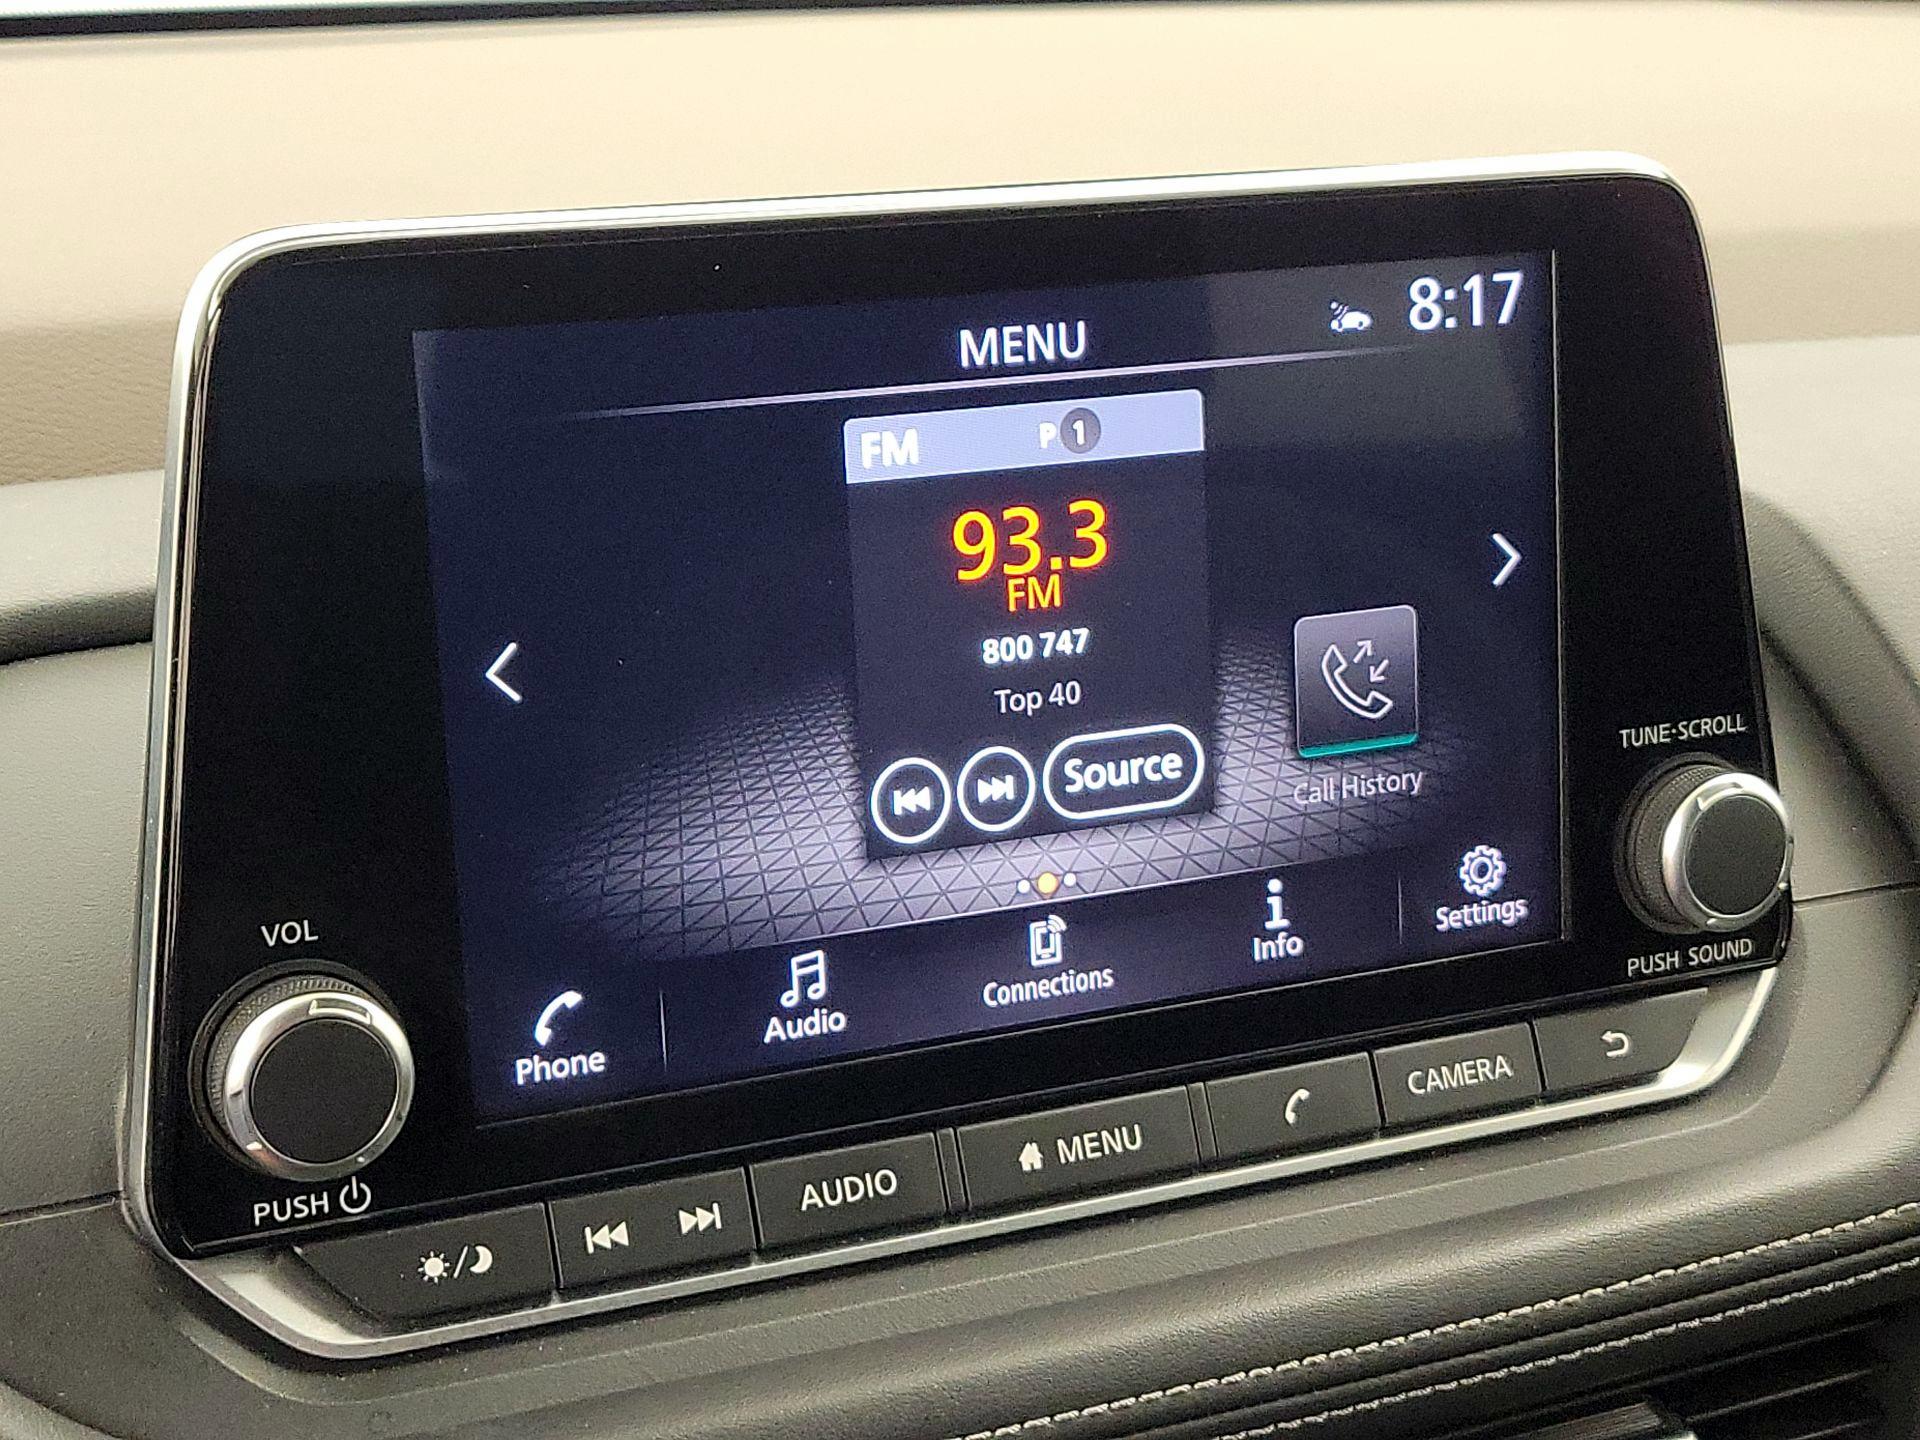 MENU
8:17
FM P 1
93.3
FM
800 747
Top 40
Source
Call History
Phone
Audio
Connections
Info
Settings
VOL
PUSH
TUNE·SCROLL
PUSH SOUND
AUDIO
MENU
CAMERA